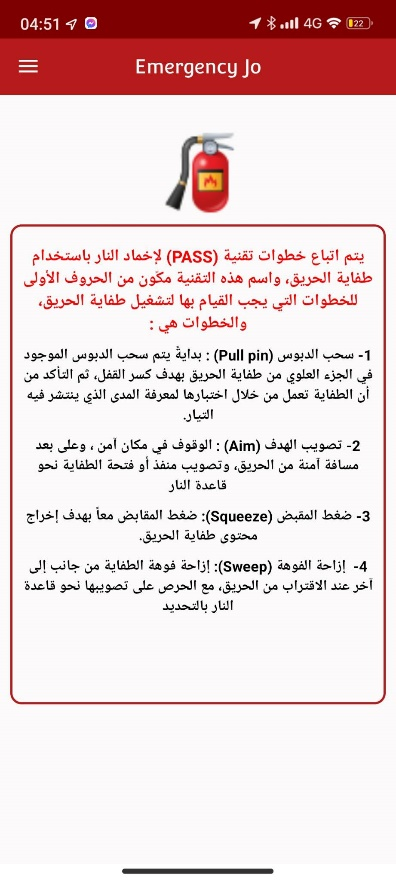 04:51
4G
22
Emergency Jo
يتم اتباع خطوات تقنية (PASS) لإخماد النار باستخدام
طفاية الحريق، واسم هذه التقنية مكَون من الحروف الأولى
للخطوات التي يجب القيام بها لتشغيل طفاية الحريق،
والخطوات هي :
1- سحب الدبوس (Pull pin) : بدايةً يتم سحب الدبوس الموجود
في الجزء العلوي من طفاية الحريق بهدف كسر القفل، ثم التأكد من
أن الطفاية تعمل من خلال اختبارها لمعرفة المدى الذي ينتشر فيه
التيار.
2- تصويب الهدف (Aim) : الوقوف في مكان آمن ، وعلى بعد
مسافة آمنة من الحريق، وتصويب منفذ أو فتحة الطفاية نحو
قاعدة النار
3- ضغط المقبض (Squeeze): ضغط المقابض معاً بهدف إخراج
محتوى طفاية الحريق.
4- إزاحة الفوهة (Sweep): إزاحة فوهة الطفاية من جانب إلى
آخر عند الاقتراب من الحريق، مع الحرص على تصويبها نحو قاعدة
النار بالتحديد